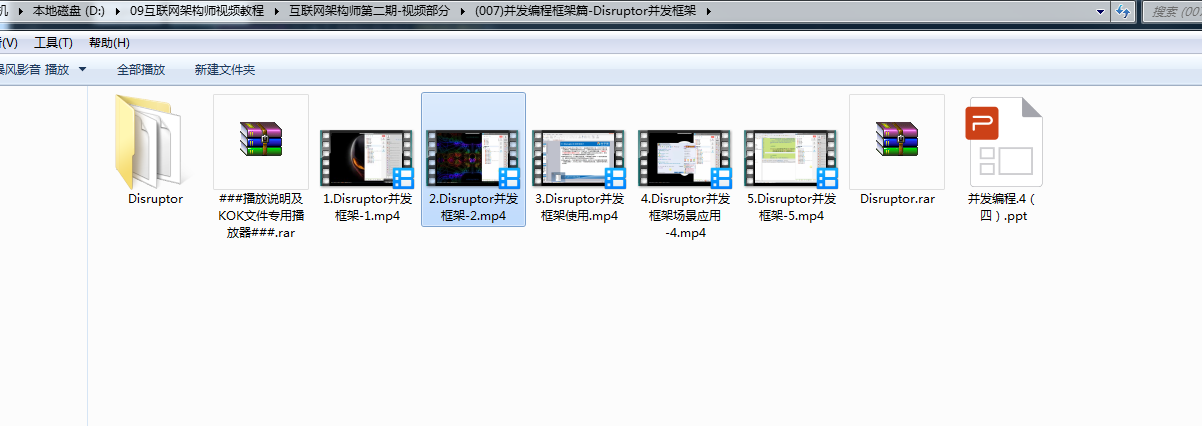 机 ▸ 本地磁盘 (D:) ▸ 09互联网架构师视频教程 ▸ 互联网架构师第二期-视频部分 ▸ (007)并发编程框架篇-Disruptor并发框架 ▸
搜索 (007
(V) 工具(T) 帮助(H)
暴风影音 播放 全部播放 新建文件夹
Disruptor
###播放说明及
KOK文件专用播
放器###.rar
1.Disruptor并发
框架-1.mp4
2.Disruptor并发
框架-2.mp4
3.Disruptor并发
框架使用.mp4
4.Disruptor并发
框架场景应用
-4.mp4
5.Disruptor并发
框架-5.mp4
Disruptor.rar
并发编程.4（
四）.ppt